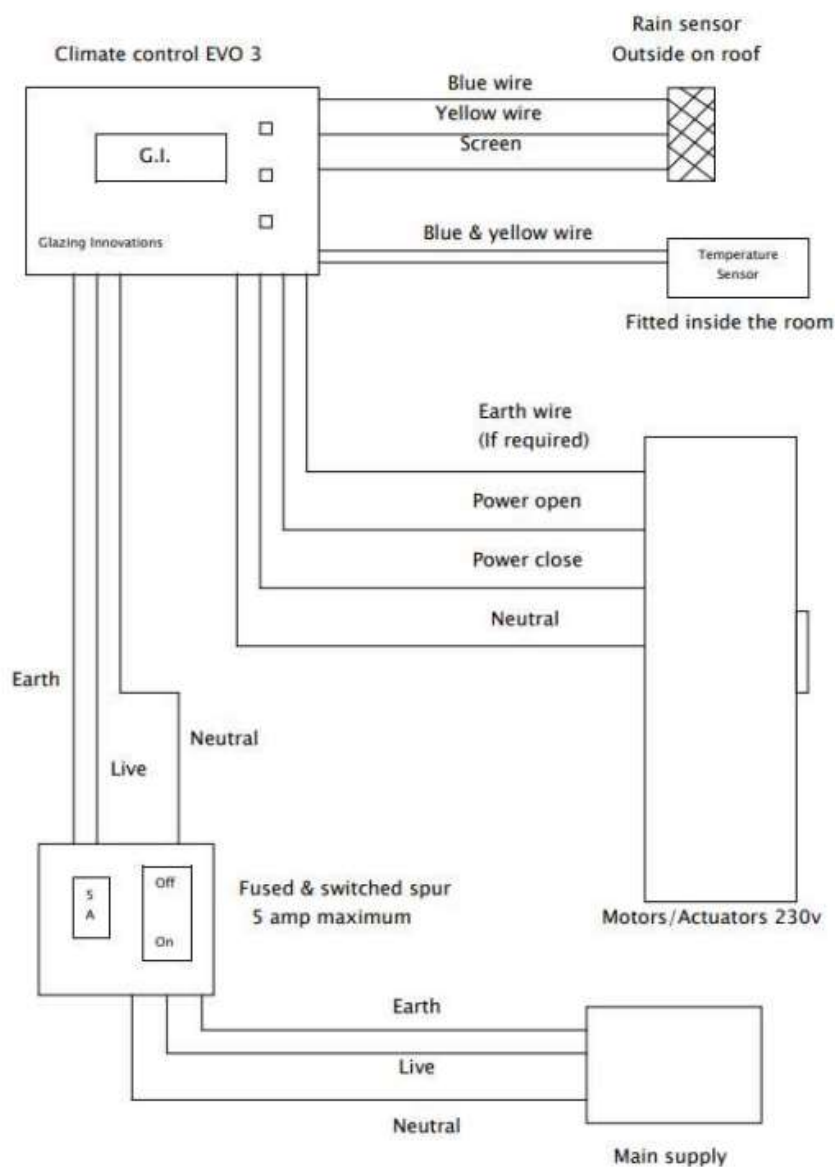 Climate control EVO 3
Rain sensor
Outside on roof
Blue wire
Yellow wire
Screen
G.I.
Glazing Innovations
Blue & yellow wire
Temperature
Sensor
Fitted inside the room
Earth wire
(If required)
Power open
Power close
Neutral
Earth
Neutral
Live
5
A
Off
On
Fused & switched spur
5 amp maximum
Motors/Actuators 230v
Earth
Live
Neutral
Main supply